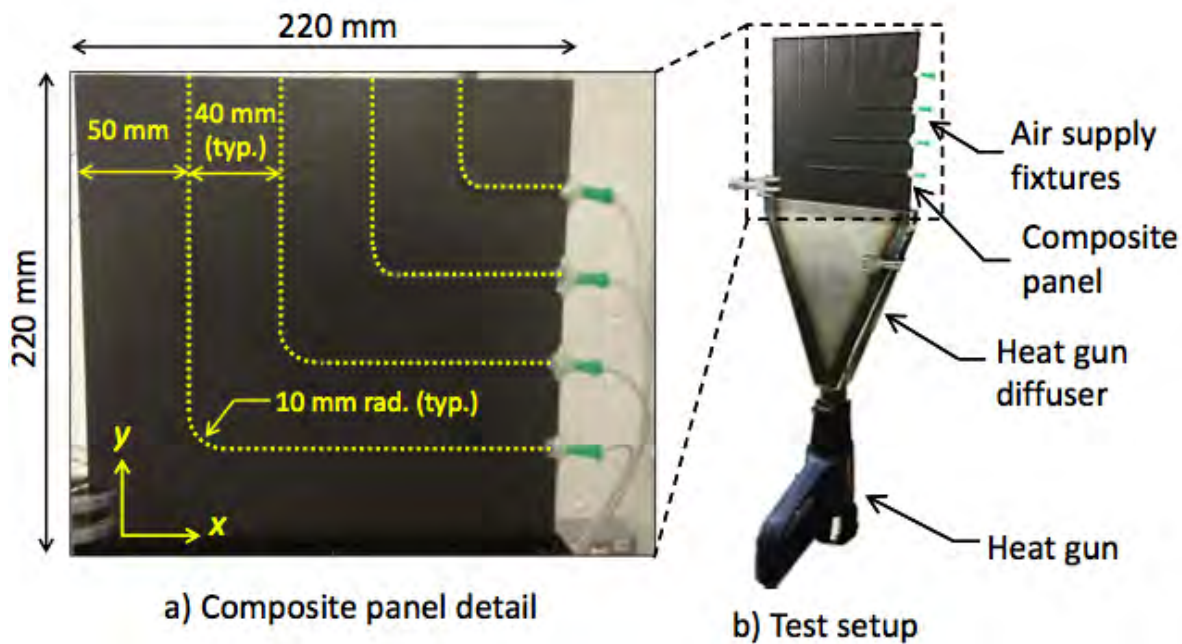 220 mm
220 mm
50 mm
40 mm
(typ.)
10 mm rad. (typ.)
y
x
a) Composite panel detail
Air supply
fixtures
Composite
panel
Heat gun
diffuser
Heat gun
b) Test setup